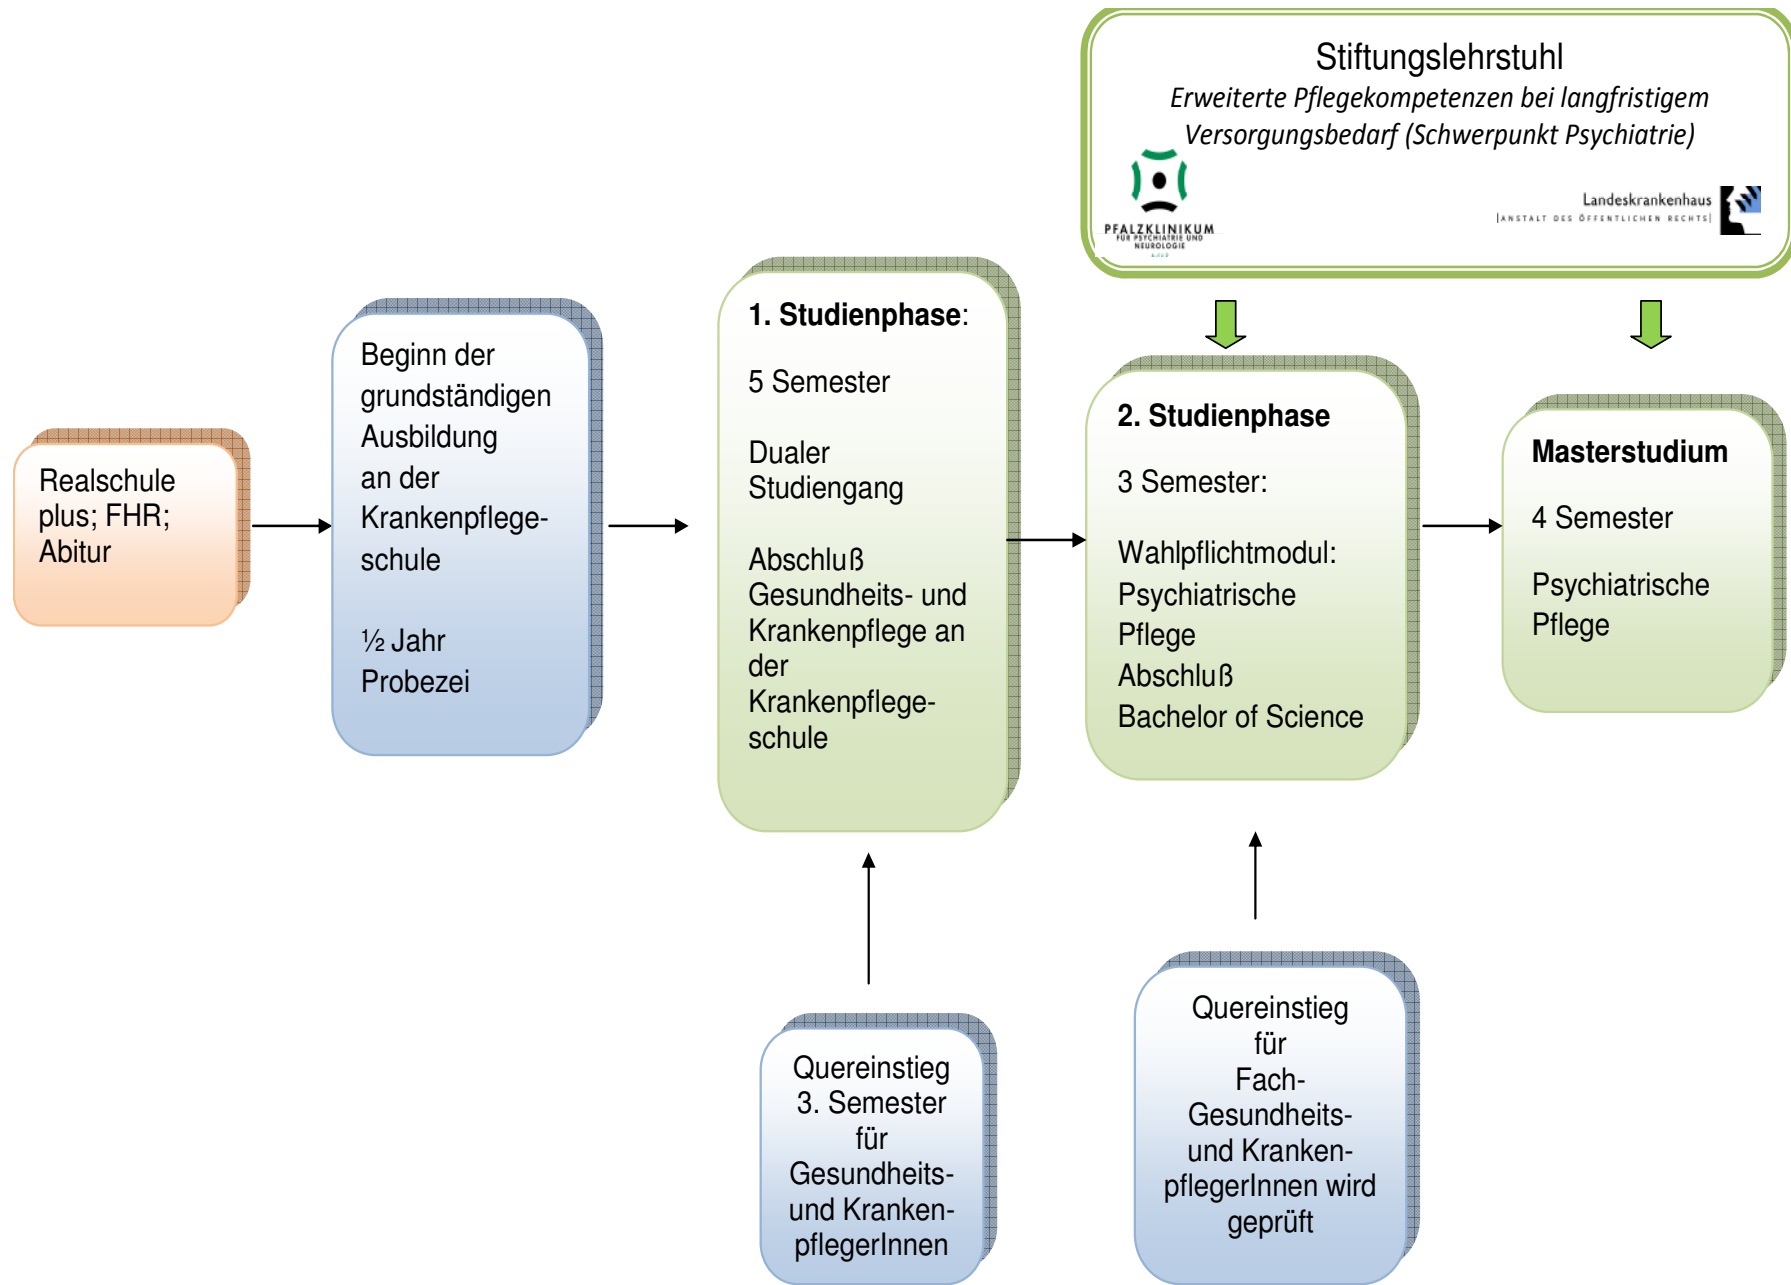 Stiftungslehrstuhl
Erweiterte Pflegekompetenzen bei langfristigem
Versorgungsbedarf (Schwerpunkt Psychiatrie)
PFALZKLINIKUM
FÜR PSYCHIATRIE UND
NEUROLOGIE
Landeskrankenhaus
|ANSTALT DES ÖFFENTLICHEN RECHTS|
Realschule
plus; FHR;
Abitur
Beginn der
grundständigen
Ausbildung
an der
Krankenpflege-
schule
½ Jahr
Probezei
1. Studienphase:
5 Semester
Dualer
Studiengang
Abschluß
Gesundheits- und
Krankenpflege an
der
Krankenpflege-
schule
2. Studienphase
3 Semester:
Wahlpflichtmodul:
Psychiatrische
Pflege
Abschluß
Bachelor of Science
Masterstudium
4 Semester
Psychiatrische
Pflege
Quereinstieg
3. Semester
für
Gesundheits-
und Kranken-
pflegerInnen
Quereinstieg
für
Fach-
Gesundheits-
und Kranken-
pflegerInnen wird
geprüft